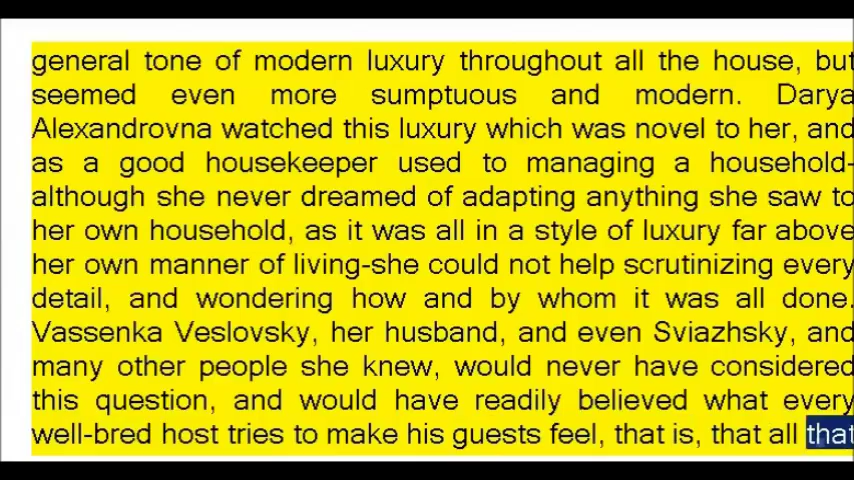 general tone of modern luxury throughout all the house, but
seemed even more sumptuous and modern. Darya
Alexandrovna watched this luxury which was novel to her, and
as a good housekeeper used to managing a household-
although she never dreamed of adapting anything she saw to
her own household, as it was all in a style of luxury far above
her own manner of living-she could not help scrutinizing every
detail, and wondering how and by whom it was all done.
Vassenka Veslovsky, her husband, and even Sviazhsky, and
many other people she knew, would never have considered
this question, and would have readily believed what every
well-bred host tries to make his guests feel, that is, that all that